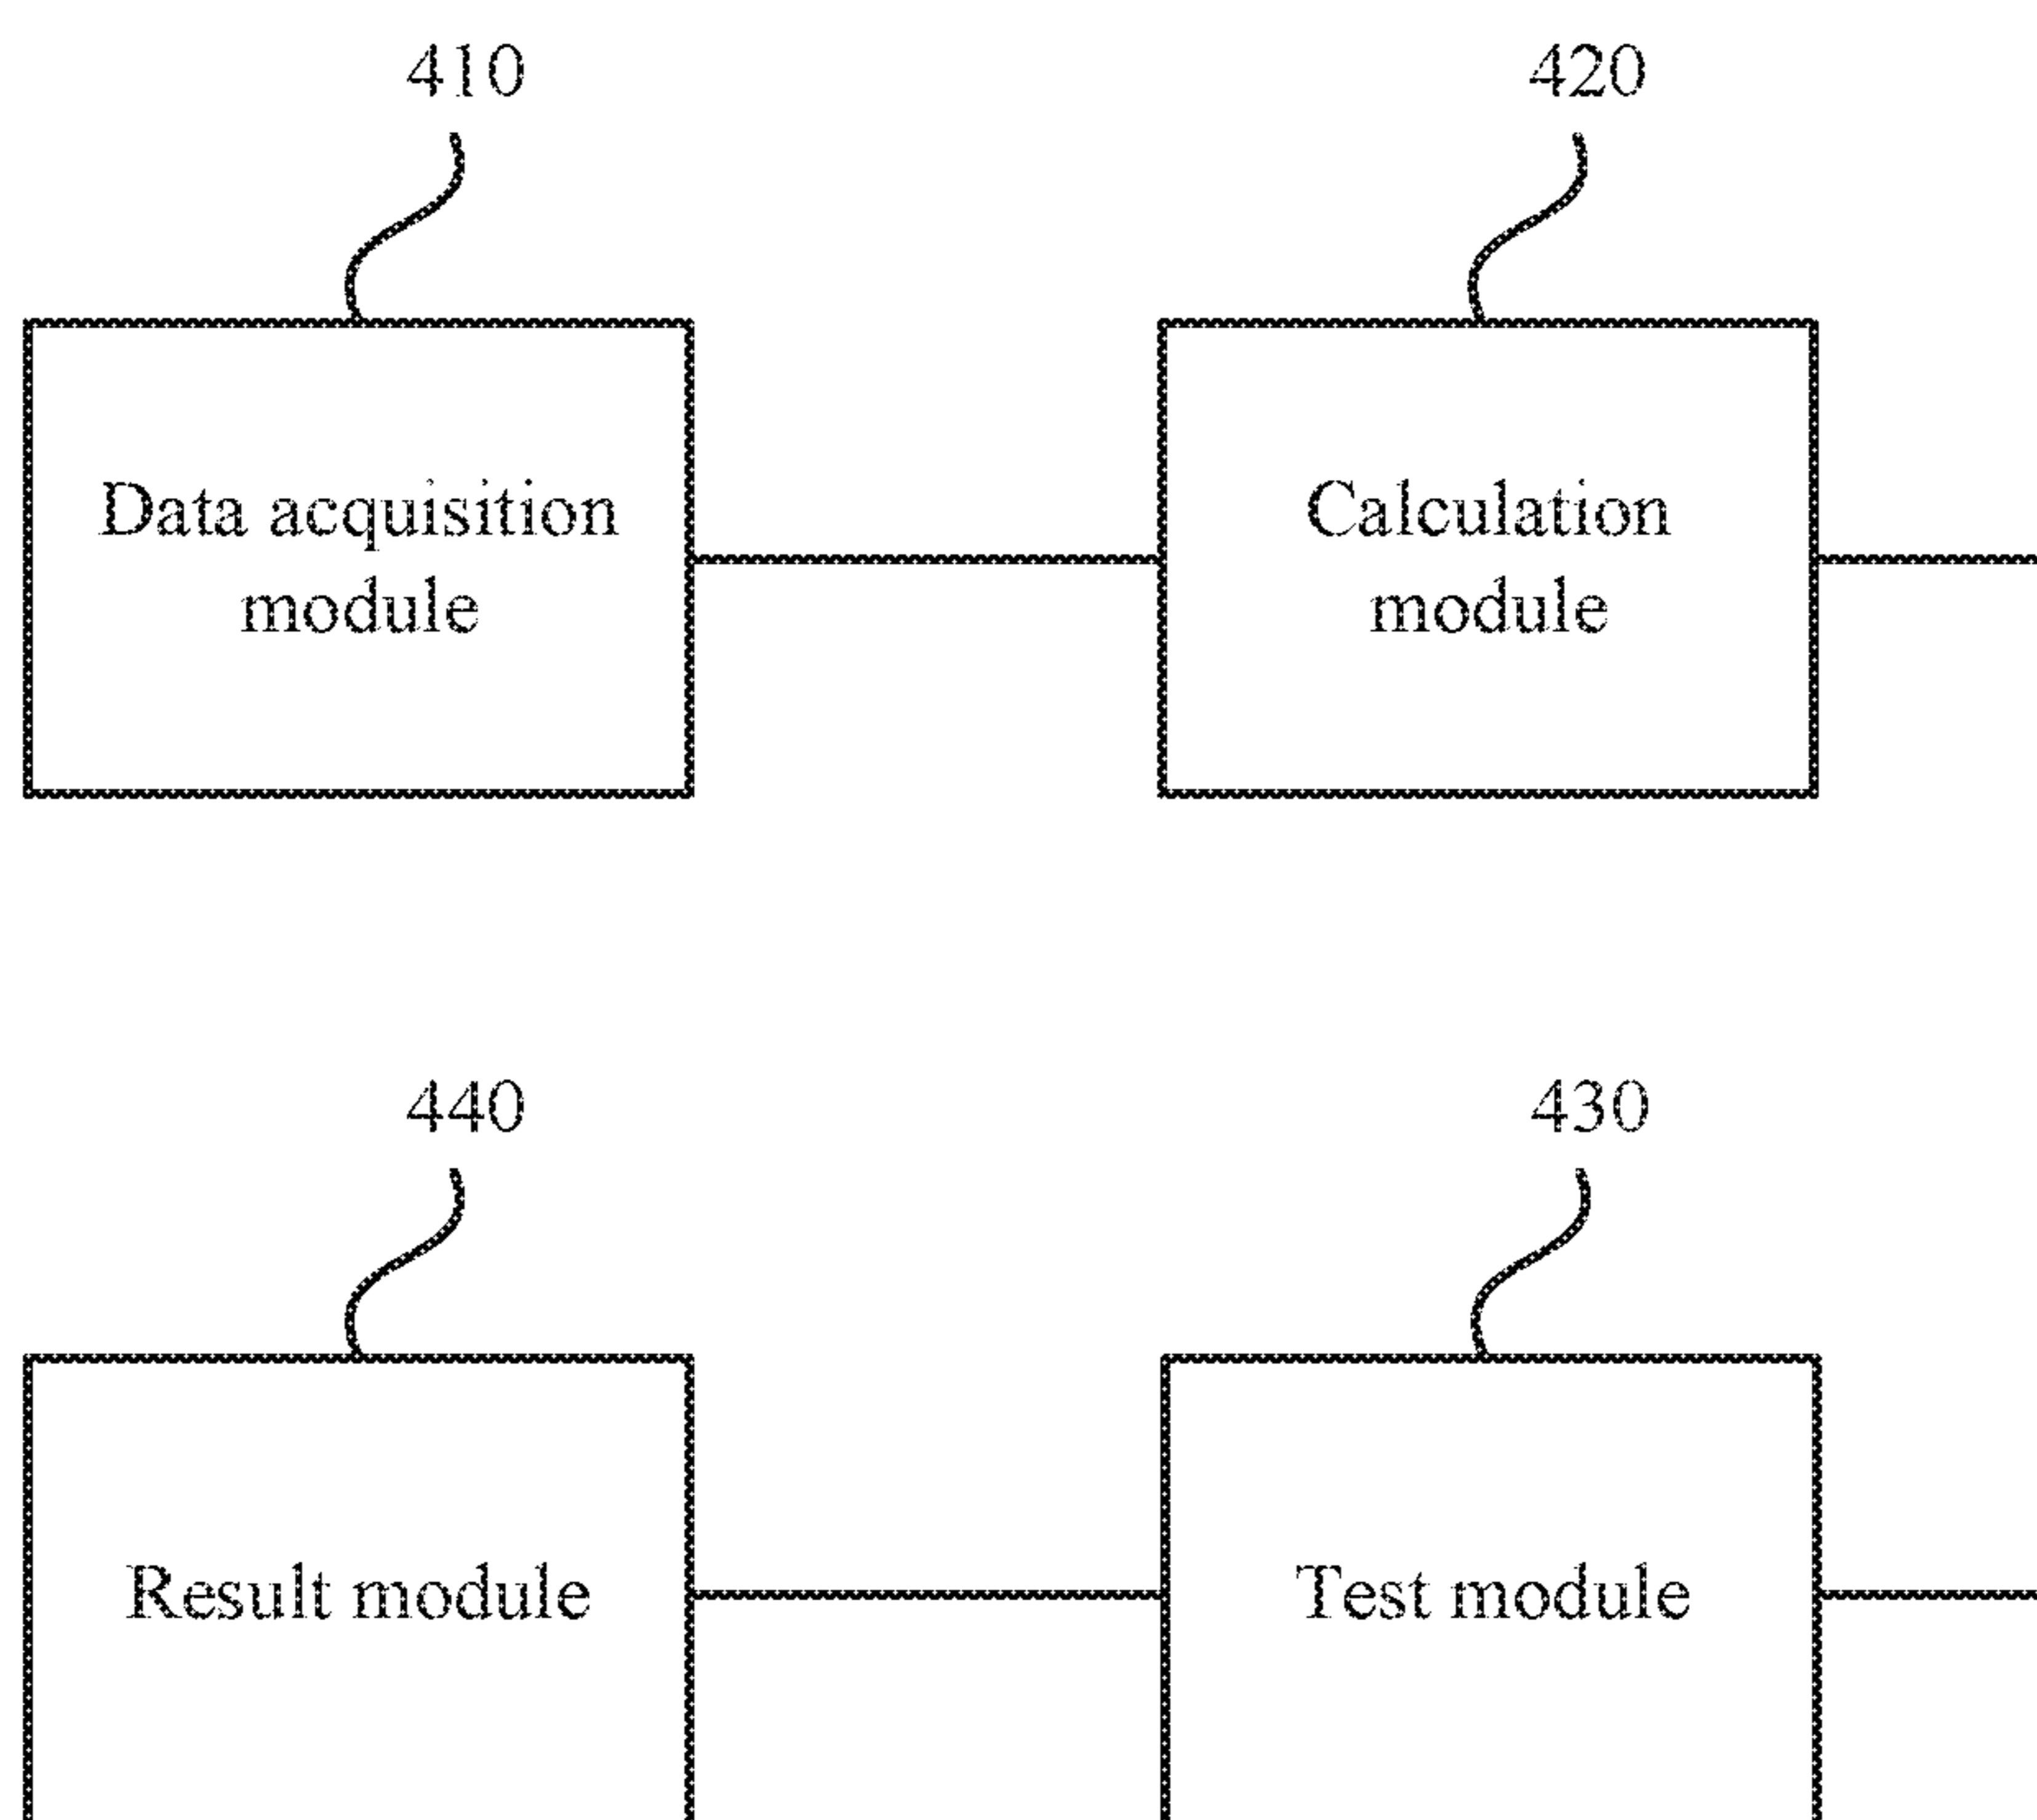 410
420
Data acquisition
module
Calculation
module
440
430
Result module
Test module